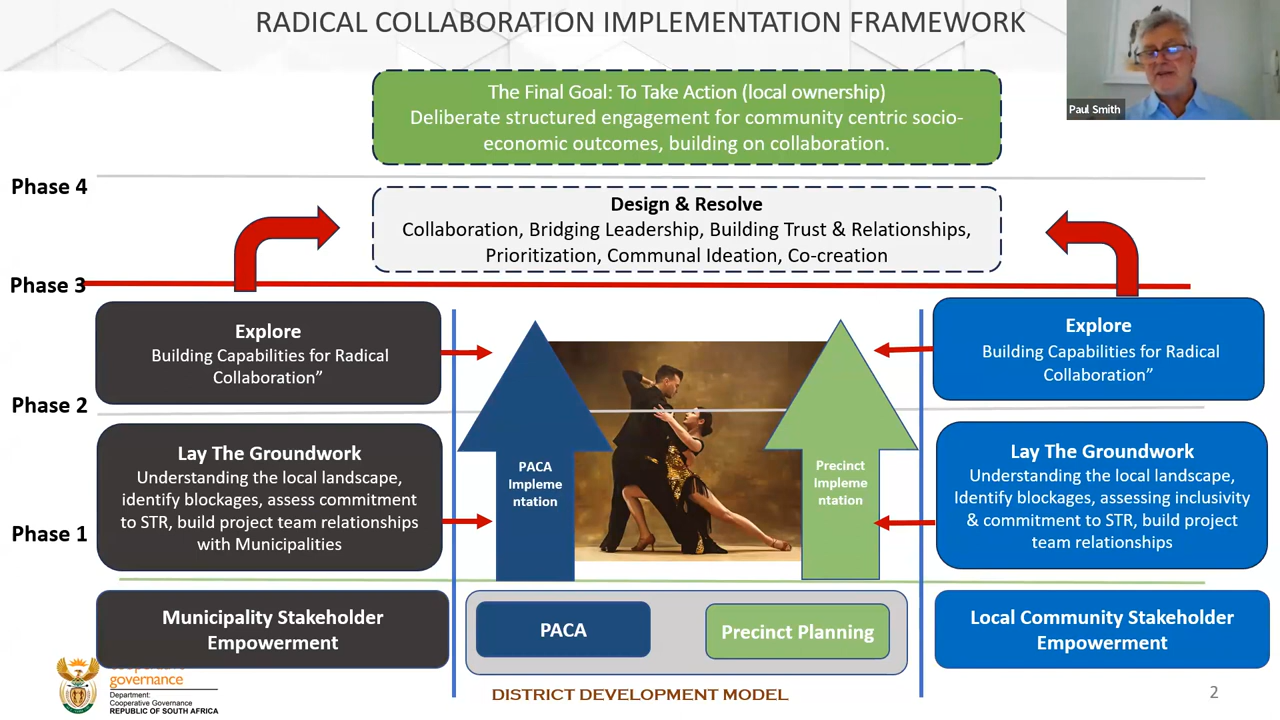 RADICAL COLLABORATION IMPLEMENTATION FRAMEWORK
Paul Smith
The Final Goal: To Take Action (local ownership)
Deliberate structured engagement for community centric socio-
economic outcomes, building on collaboration.
Phase 4
Design & Resolve
Collaboration, Bridging Leadership, Building Trust & Relationships,
Prioritization, Communal Ideation, Co-creation
Phase 3
Explore
Building Capabilities for Radical
Collaboration”
Explore
Building Capabilities for Radical
Collaboration”
Phase 2
Lay The Groundwork
Understanding the local landscape,
identify blockages, assess commitment
to STR, build project team relationships
with Municipalities
PACA
Impleme
ntation
Precinct
Impleme
ntation
Lay The Groundwork
Understanding the local landscape,
Identify blockages, assessing inclusivity
& commitment to STR, build project
team relationships
Phase 1
Municipality Stakeholder
Empowerment
PACA
Precinct Planning
Local Community Stakeholder
Empowerment
cooperative
governance
Department:
Cooperative Governance
REPUBLIC OF SOUTH AFRICA
DISTRICT DEVELOPMENT MODEL
2